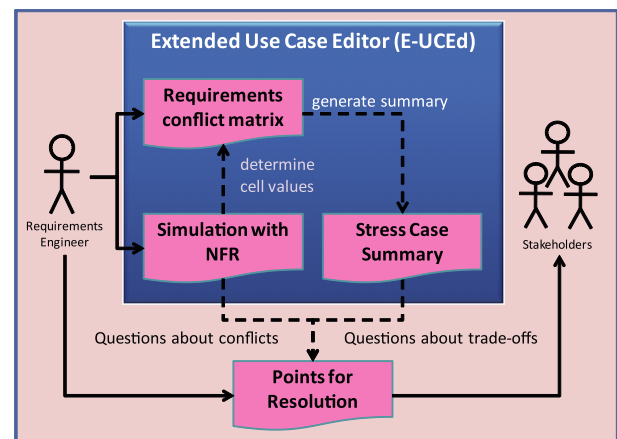 Extended Use Case Editor (E-UCEd)
Requirements
conflict matrix
generate summary
determine
cell values
Requirements
Engineer
Simulation with
NFR
Stress Case
Summary
Stakeholders
Questions about conflicts
Questions about trade-offs
Points for
Resolution